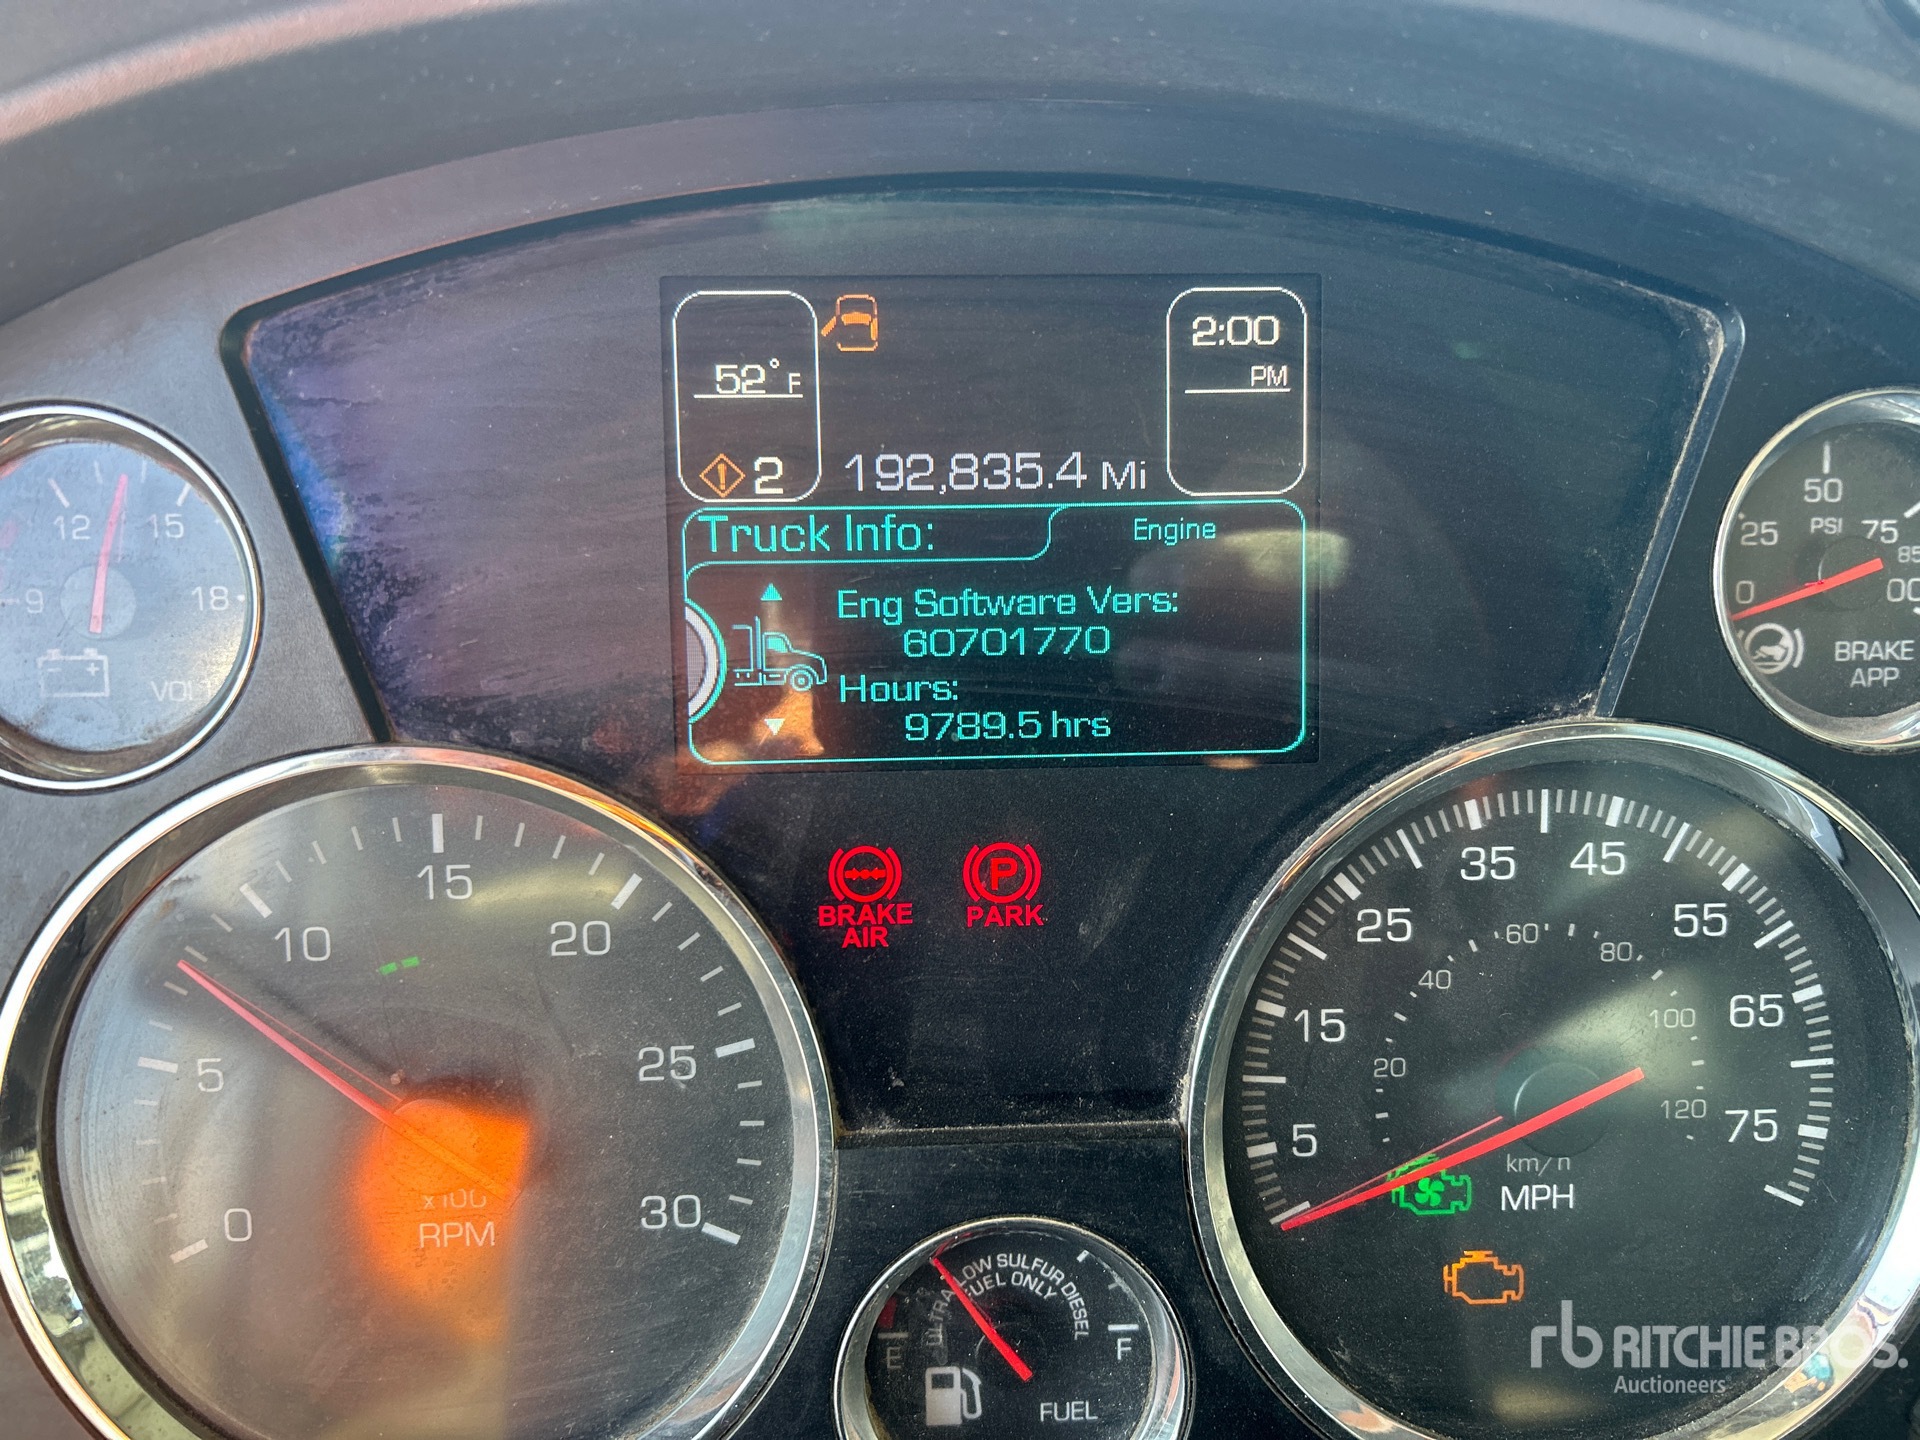 52°F
2:00
PM
2
192,835.4 Mi
Truck Info:
Engine
Eng Software Vers:
60701770
Hours:
9789.5 hrs
9
12
15
18
25
50
75
85
0
PSI
BRAKE
APP
BRAKE
AIR
P
PARK
0
5
10
15
20
25
30
x100
RPM
5
15
25
35
45
55
65
75
20
40
60
80
100
120
km/h
MPH
ULTRA LOW SULFUR DIESEL
FUEL ONLY
E
F
FUEL
rb RITCHIE BROS.
Auctioneers